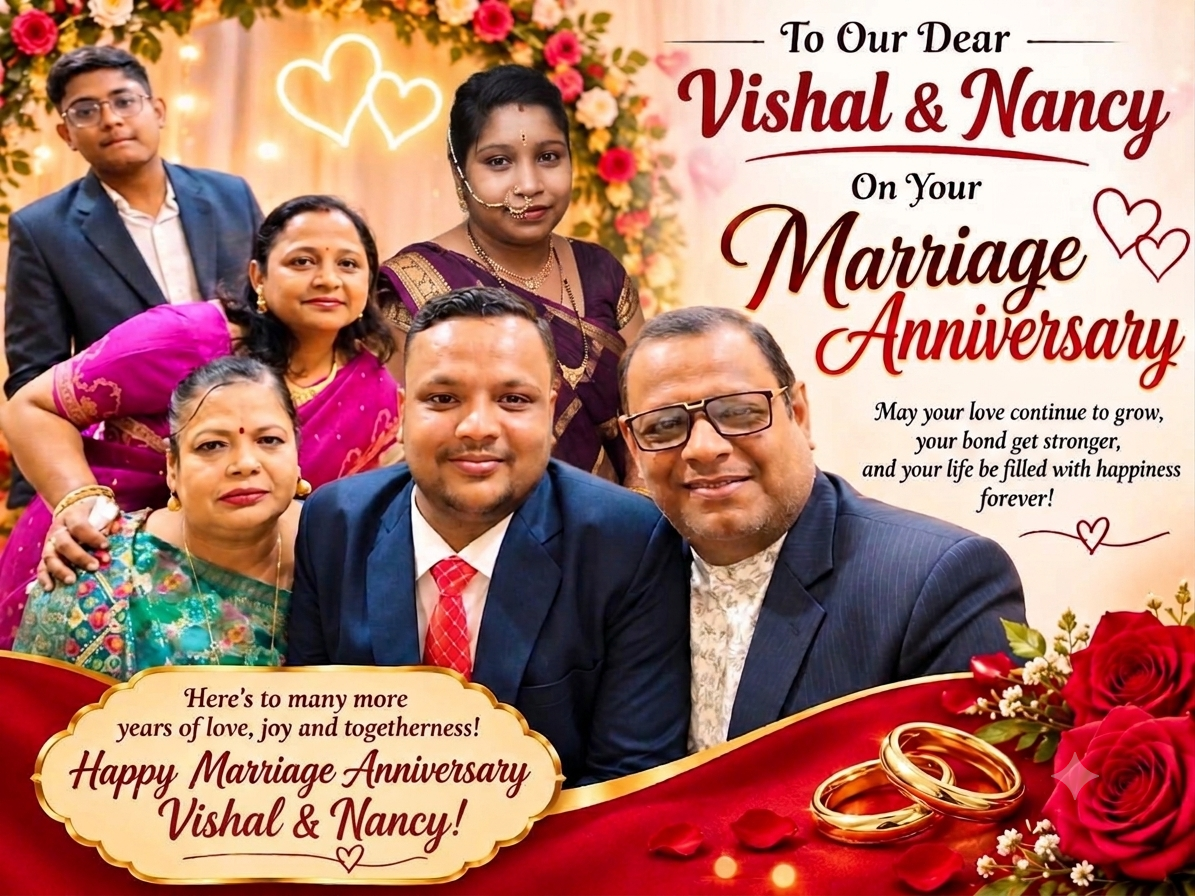 To Our Dear
Vishal & Nancy
On Your
Marriage
Anniversary
May your love continue to grow,
your bond get stronger,
and your life be filled with happiness
forever!
Here's to many more
years of love, joy and togetherness!
Happy Marriage Anniversary
Vishal & Nancy!